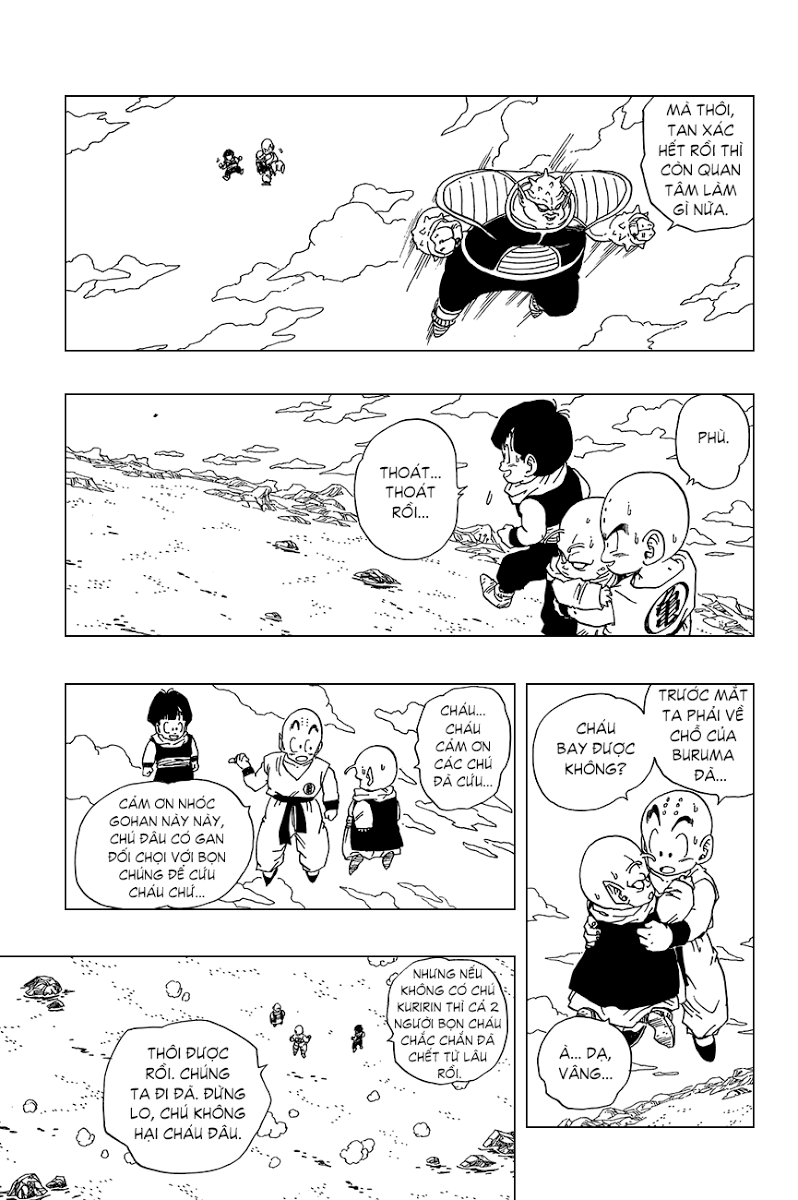 MÀ THÔI,
TAN XÁC
HẾT RỒI THÌ
CÒN QUAN
TÂM LÀM
GÌ NỮA.
PHÙ.
THOÁT...
THOÁT
RỒI...
TRƯỚC MẮT
TA PHẢI VỀ
CHỖ CỦA
BURUMA
ĐÃ...
CHÁU
BAY ĐƯỢC
KHÔNG?
À... DẠ,
VÂNG...
CHÁU...
CHÁU
CẢM ƠN
CÁC CHÚ
ĐÃ CỨU...
CẢM ƠN NHÓC
GOHAN NÀY NÀY,
CHÚ ĐÂU CÓ GAN
ĐỐI CHỌI VỚI BỌN
CHÚNG ĐỂ CỨU
CHÁU CHỨ...
NHƯNG NẾU
KHÔNG CÓ CHÚ
KURIRIN THÌ CẢ 2
NGƯỜI BỌN CHÁU
CHẮC CHẮN ĐÃ
CHẾT TỪ LÂU
RỒI.
THÔI ĐƯỢC
RỒI. CHÚNG
TA ĐI ĐÃ. ĐỪNG
LO, CHÚ KHÔNG
HẠI CHÁU ĐÂU.